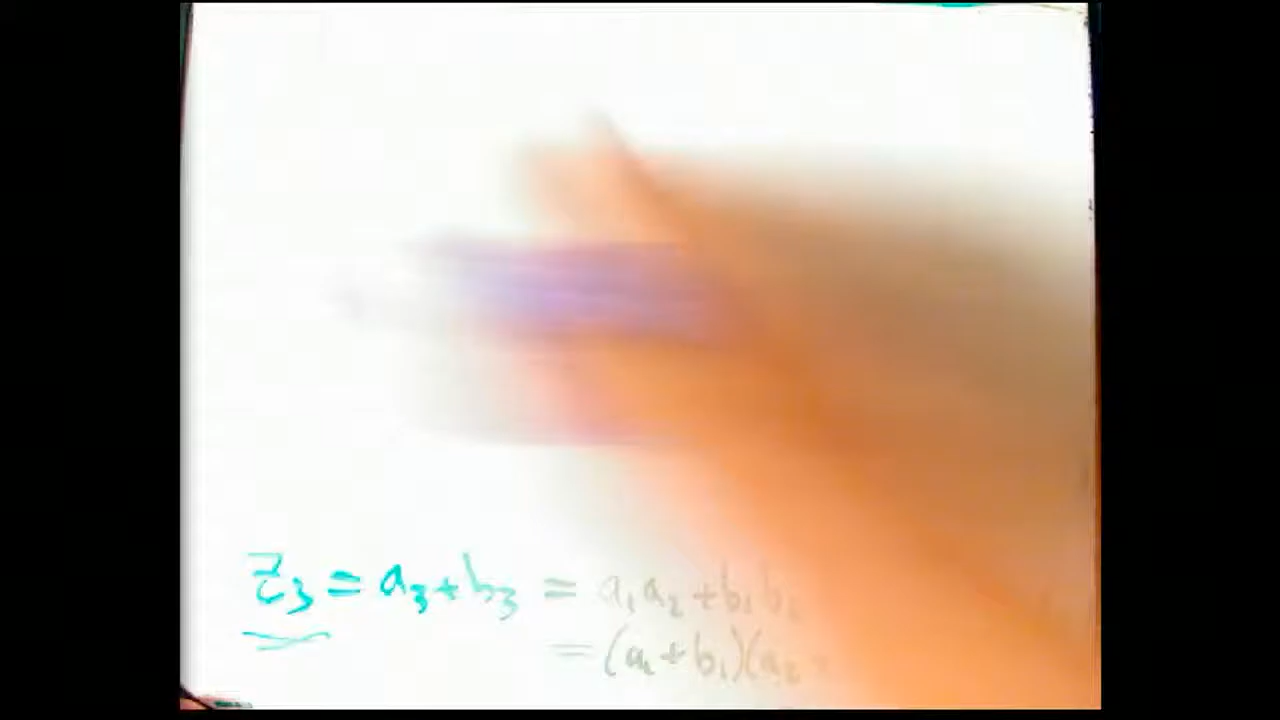 z₃ = a₃ + b₃ = a₁a₂ + b₁b₂
= (a₁ + b₁)(a₂ +